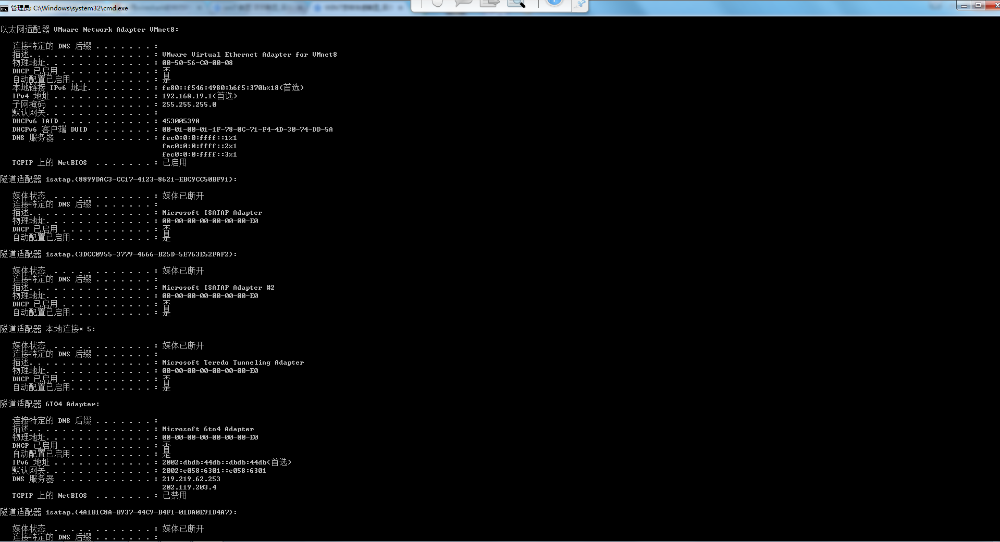 管理员: C:\Windows\system32\cmd.exe
以太网适配器 VMware Network Adapter VMnet8:
连接特定的 DNS 后缀 . . . . . . . :
描述. . . . . . . . . . . . . . . : VMware Virtual Ethernet Adapter for VMnet8
物理地址. . . . . . . . . . . . . : 00-50-56-C0-00-08
DHCP 已启用 . . . . . . . . . . . : 否
自动配置已启用. . . . . . . . . . : 是
本地链接 IPv6 地址. . . . . . . . : fe80::f546:4980:b6f5:370b%18(首选)
IPv4 地址 . . . . . . . . . . . . : 192.168.19.1(首选)
子网掩码  . . . . . . . . . . . . : 255.255.255.0
默认网关. . . . . . . . . . . . . :
DHCPv6 IAID . . . . . . . . . . . : 453005398
DHCPv6 客户端 DUID  . . . . . . . : 00-01-00-01-1F-78-0C-71-F4-4D-30-74-DD-5A
DNS 服务器  . . . . . . . . . . . : fec0:0:0:ffff::1%1
fec0:0:0:ffff::2%1
fec0:0:0:ffff::3%1
TCPIP 上的 NetBIOS  . . . . . . . : 已启用
隧道适配器 isatap.{8899DAC3-CC17-4123-8621-EBC9CC50BF91}:
媒体状态  . . . . . . . . . . . . : 媒体已断开
连接特定的 DNS 后缀 . . . . . . . :
描述. . . . . . . . . . . . . . . : Microsoft ISATAP Adapter
物理地址. . . . . . . . . . . . . : 00-00-00-00-00-00-00-E0
DHCP 已启用 . . . . . . . . . . . : 否
自动配置已启用. . . . . . . . . . : 是
隧道适配器 isatap.{3DCC0955-3779-4666-B25D-5E763E52FAF2}:
媒体状态  . . . . . . . . . . . . : 媒体已断开
连接特定的 DNS 后缀 . . . . . . . :
描述. . . . . . . . . . . . . . . : Microsoft ISATAP Adapter #2
物理地址. . . . . . . . . . . . . : 00-00-00-00-00-00-00-E0
DHCP 已启用 . . . . . . . . . . . : 否
自动配置已启用. . . . . . . . . . : 是
隧道适配器 本地连接* 5:
媒体状态  . . . . . . . . . . . . : 媒体已断开
连接特定的 DNS 后缀 . . . . . . . :
描述. . . . . . . . . . . . . . . : Microsoft Teredo Tunneling Adapter
物理地址. . . . . . . . . . . . . : 00-00-00-00-00-00-00-E0
DHCP 已启用 . . . . . . . . . . . : 否
自动配置已启用. . . . . . . . . . : 是
隧道适配器 6TO4 Adapter:
连接特定的 DNS 后缀 . . . . . . . :
描述. . . . . . . . . . . . . . . : Microsoft 6to4 Adapter
物理地址. . . . . . . . . . . . . : 00-00-00-00-00-00-00-E0
DHCP 已启用 . . . . . . . . . . . : 否
自动配置已启用. . . . . . . . . . : 是
IPv6 地址 . . . . . . . . . . . . : 2002:dbdb:44db::dbdb:44db(首选)
默认网关. . . . . . . . . . . . . : 2002:c058:6301::c058:6301
DNS 服务器  . . . . . . . . . . . : 219.219.62.253
202.119.203.4
TCPIP 上的 NetBIOS  . . . . . . . : 已禁用
隧道适配器 isatap.{4A1B1C8A-B937-44C9-B4F1-01DA0E91D4A7}:
媒体状态  . . . . . . . . . . . . : 媒体已断开
连接特定的 DNS 后缀 . . . . . . . :